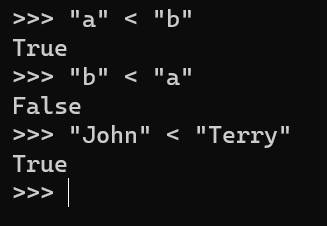 >>> "a" < "b"
True
>>> "b" < "a"
False
>>> "John" < "Terry"
True
>>>